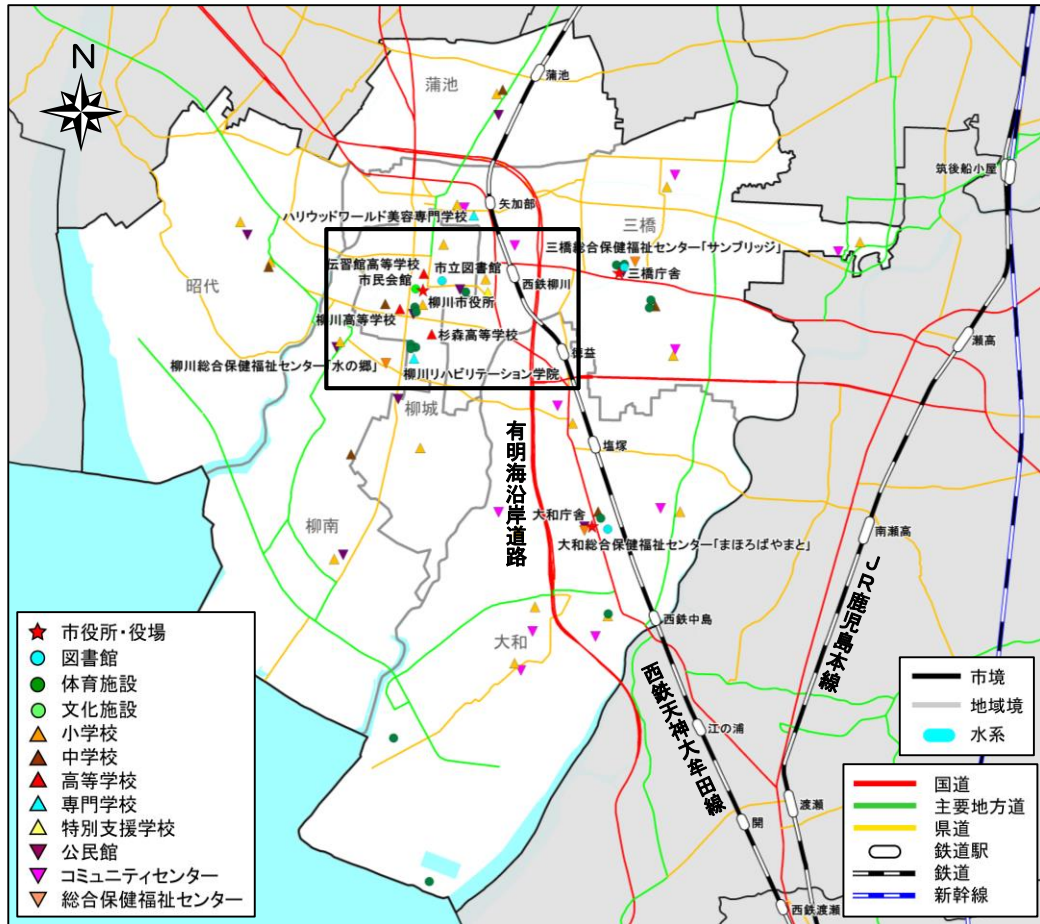 N
蒲池
蒲池
筑後船小屋
矢加部
ハリウッドワールド美容専門学校
三橋
三橋総合保健福祉センター「サンブリッジ」
伝習館高等学校
市立図書館
市民会館
三橋庁舎
西鉄柳川
昭代
柳川市役所
柳川高等学校
杉森高等学校
瀬高
徳益
柳川総合保健福祉センター「水の郷」
柳川リハビリテーション学院
柳城
有明海沿岸道路
塩塚
大和庁舎
柳南
南瀬高
大和総合保健福祉センター「まほろばやまと」
JR鹿児島本線
西鉄中島
大和
西鉄天神大牟田線
江の浦
渡瀬
開
西鉄渡瀬
市役所・役場
図書館
体育施設
文化施設
小学校
中学校
高等学校
専門学校
特別支援学校
公民館
コミュニティセンター
総合保健福祉センター
市境
地域境
水系
国道
主要地方道
県道
鉄道駅
鉄道
新幹線